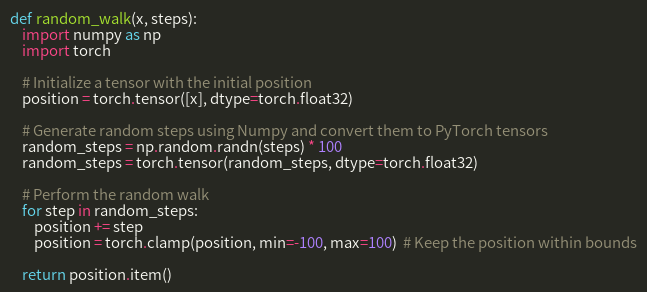 def random_walk(x, steps):
import numpy as np
import torch
# Initialize a tensor with the initial position
position = torch.tensor([x], dtype=torch.float32)
# Generate random steps using Numpy and convert them to PyTorch tensors
random_steps = np.random.randn(steps) * 100
random_steps = torch.tensor(random_steps, dtype=torch.float32)
# Perform the random walk
for step in random_steps:
position += step
position = torch.clamp(position, min=-100, max=100) # Keep the position within bounds
return position.item()